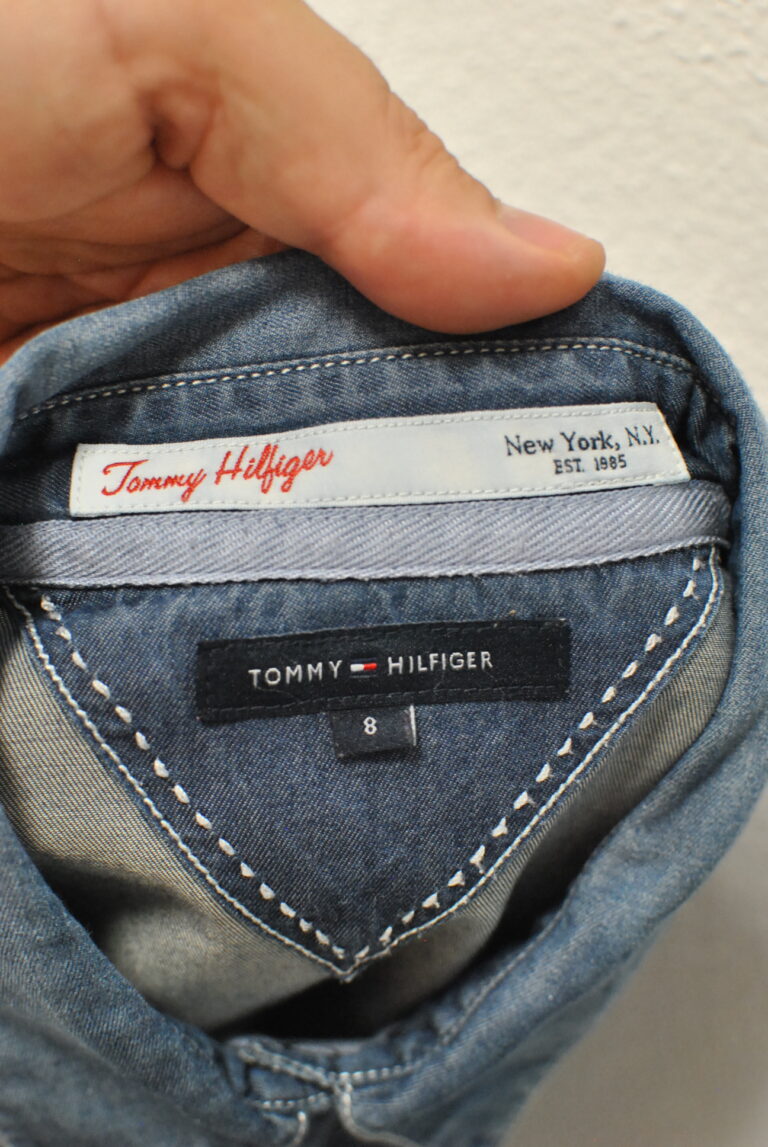 Tommy Hilfiger
New York, N.Y.
EST. 1985
TOMMY HILFIGER
8